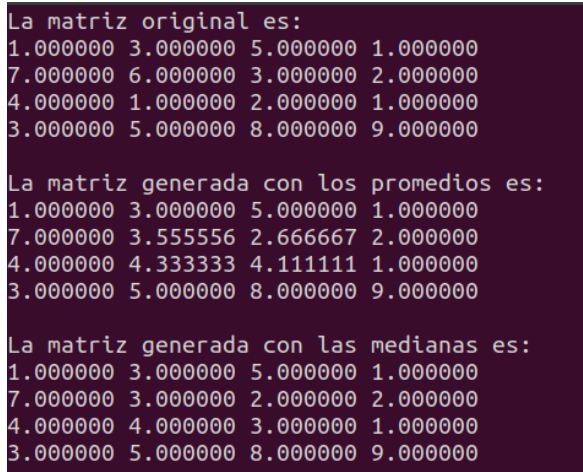 La matriz original es:
1.000000 3.000000 5.000000 1.000000
7.000000 6.000000 3.000000 2.000000
4.000000 1.000000 2.000000 1.000000
3.000000 5.000000 8.000000 9.000000
La matriz generada con los promedios es:
1.000000 3.000000 5.000000 1.000000
7.000000 3.555556 2.666667 2.000000
4.000000 4.333333 4.111111 1.000000
3.000000 5.000000 8.000000 9.000000
La matriz generada con las medianas es:
1.000000 3.000000 5.000000 1.000000
7.000000 3.000000 2.000000 2.000000
4.000000 4.000000 3.000000 1.000000
3.000000 5.000000 8.000000 9.000000